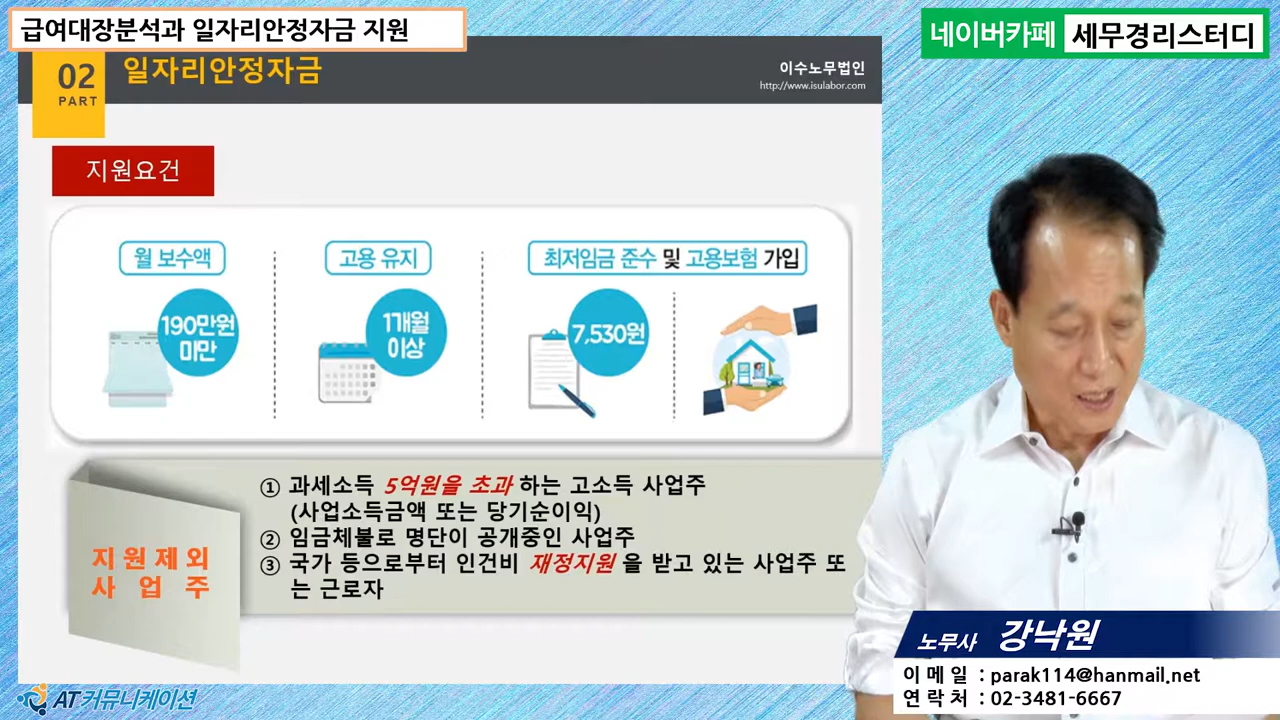 급여대장분석과 일자리안정자금 지원
네이버카페 세무경리스터디
02
PART
일자리안정자금
이수노무법인
http://www.isulabor.com
지원요건
월 보수액
고용 유지
최저임금 준수 및 고용보험 가입
190만원
미만
1개월
이상
7,530원
지원제외
사 업 주
① 과세소득 5억원을 초과 하는 고소득 사업주
(사업소득금액 또는 당기순이익)
② 임금체불로 명단이 공개중인 사업주
③ 국가 등으로부터 인건비 재정지원 을 받고 있는 사업주 또
는 근로자
노무사 강낙원
이 메 일 : parak114@hanmail.net
연 락 처 : 02-3481-6667
AT커뮤니케이션